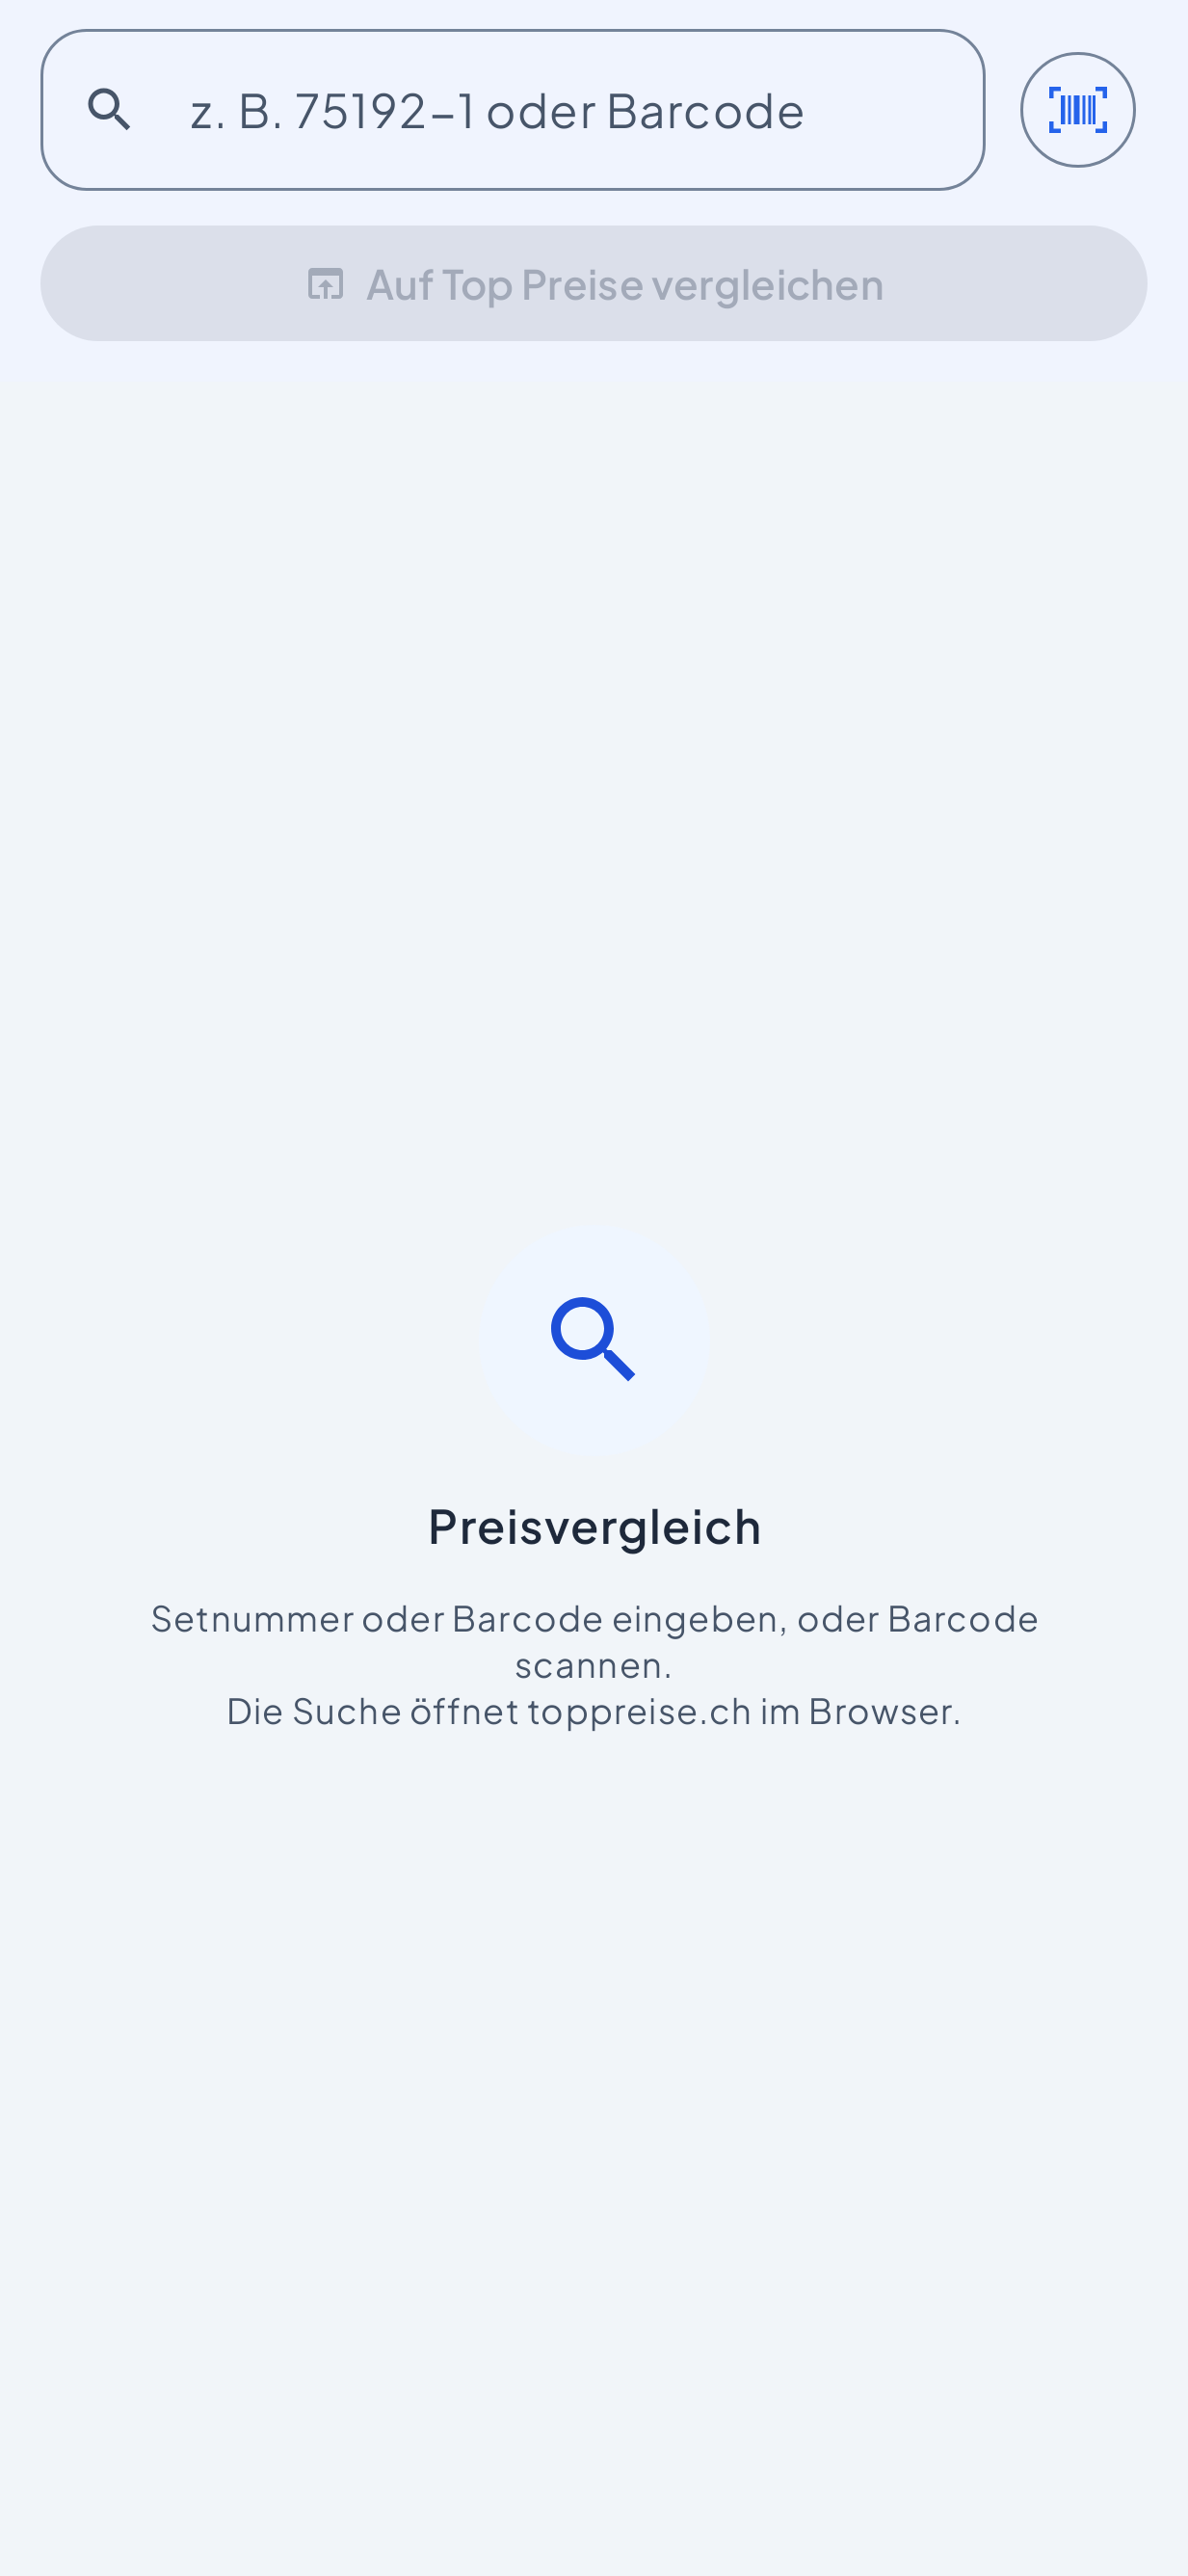 z. B. 75192–1 oder Barcode
Auf Top Preise vergleichen
Preisvergleich
Setnummer oder Barcode eingeben, oder Barcode
scannen.
Die Suche öffnet toppreise.ch im Browser.